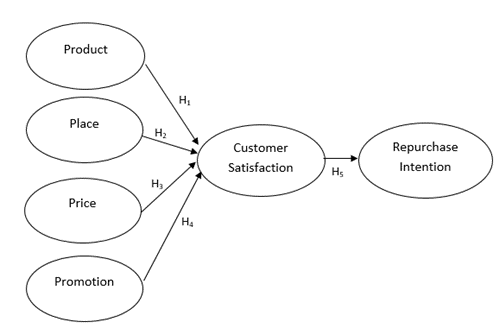 Product
H1
Place
H2
Customer
Satisfaction
Repurchase
Intention
H5
Price
H3
H4
Promotion